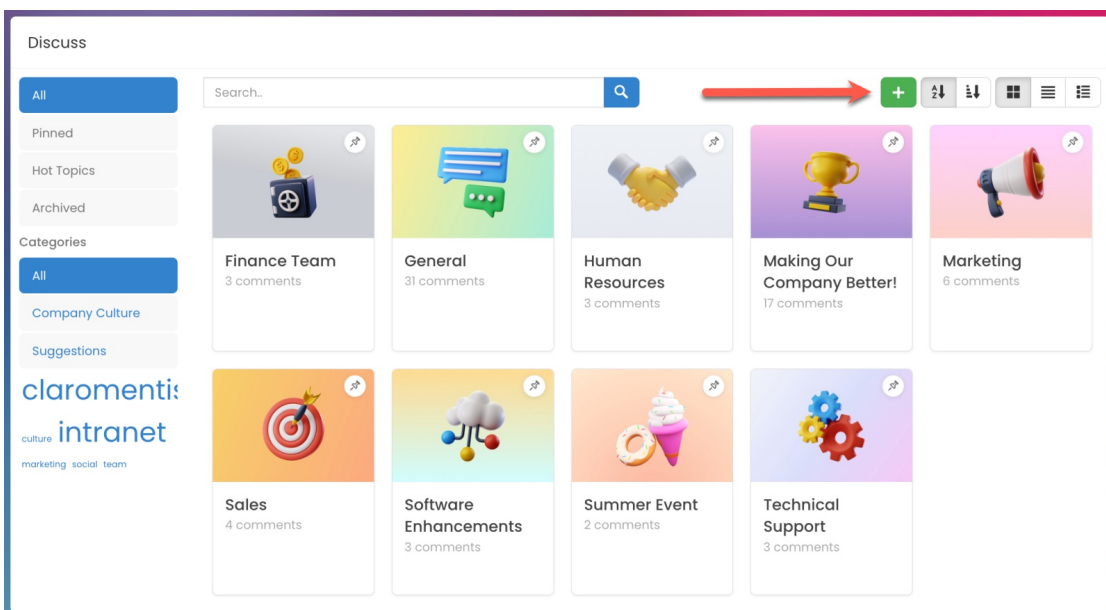 Discuss
All
Pinned
Hot Topics
Archived
Categories
All
Company Culture
Suggestions
culture intranet
marketing social team
Search..
Finance Team
3 comments
General
31 comments
Human
Resources
3 comments
Making Our
Company Better!
17 comments
Marketing
6 comments
Sales
4 comments
Software
Enhancements
3 comments
Summer Event
2 comments
Technical
Support
3 comments